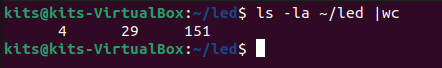 kits@kits-VirtualBox:~/led$ ls -la ~/led |wc
      4      29     151
kits@kits-VirtualBox:~/led$